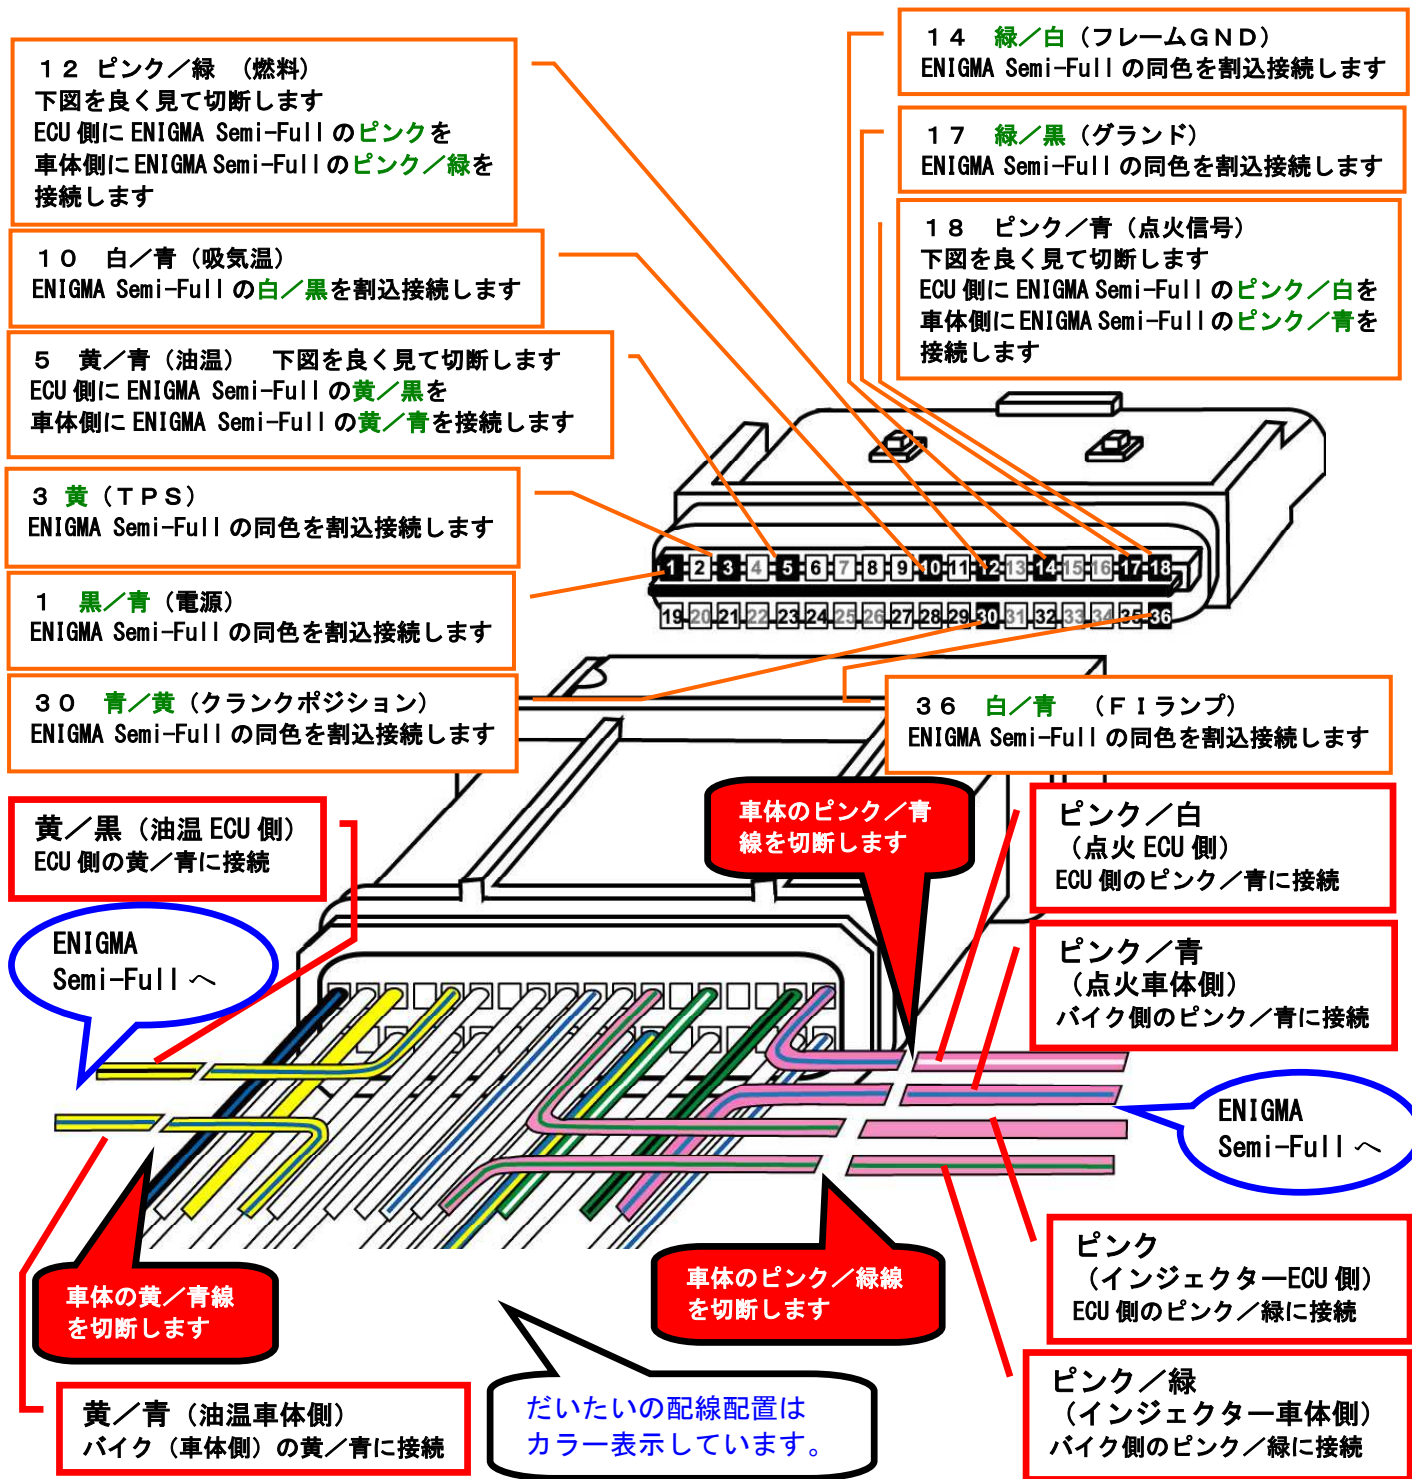 12 ピンク／緑 （燃料）
下図を良く見て切断します
ECU側にENIGMA Semi-Fullのピンクを
車体側にENIGMA Semi-Fullのピンク／緑を
接続します
10 白／青（吸気温）
ENIGMA Semi-Fullの白／黒を割込接続します
5 黄／青（油温） 下図を良く見て切断します
ECU側にENIGMA Semi-Fullの黄／黒を
車体側にENIGMA Semi-Fullの黄／青を接続します
3 黄（TPS）
ENIGMA Semi-Fullの同色を割込接続します
1 黒／青（電源）
ENIGMA Semi-Fullの同色を割込接続します
30 青／黄（クランクポジション）
ENIGMA Semi-Fullの同色を割込接続します
14 緑／白（フレームGND）
ENIGMA Semi-Fullの同色を割込接続します
17 緑／黒（グランド）
ENIGMA Semi-Fullの同色を割込接続します
18 ピンク／青（点火信号）
下図を良く見て切断します
ECU側にENIGMA Semi-Fullのピンク／白を
車体側にENIGMA Semi-Fullのピンク／青を
接続します
1 2 3 4 5 6 7 8 9 10 11 12 13 14 15 16 17 18
19 20 21 22 23 24 25 26 27 28 29 30 31 32 33 34 35 36
36 白／青 （FIランプ）
ENIGMA Semi-Fullの同色を割込接続します
黄／黒（油温ECU側）
ECU側の黄／青に接続
ENIGMA
Semi-Fullへ
車体のピンク／青
線を切断します
ピンク／白
（点火ECU側）
ECU側のピンク／青に接続
ピンク／青
（点火車体側）
バイク側のピンク／青に接続
ENIGMA
Semi-Fullへ
車体の黄／青線
を切断します
車体のピンク／緑線
を切断します
ピンク
（インジェクターECU側）
ECU側のピンク／緑に接続
ピンク／緑
（インジェクター車体側）
バイク側のピンク／緑に接続
黄／青（油温車体側）
バイク（車体側）の黄／青に接続
だいたいの配線配置は
カラー表示しています。